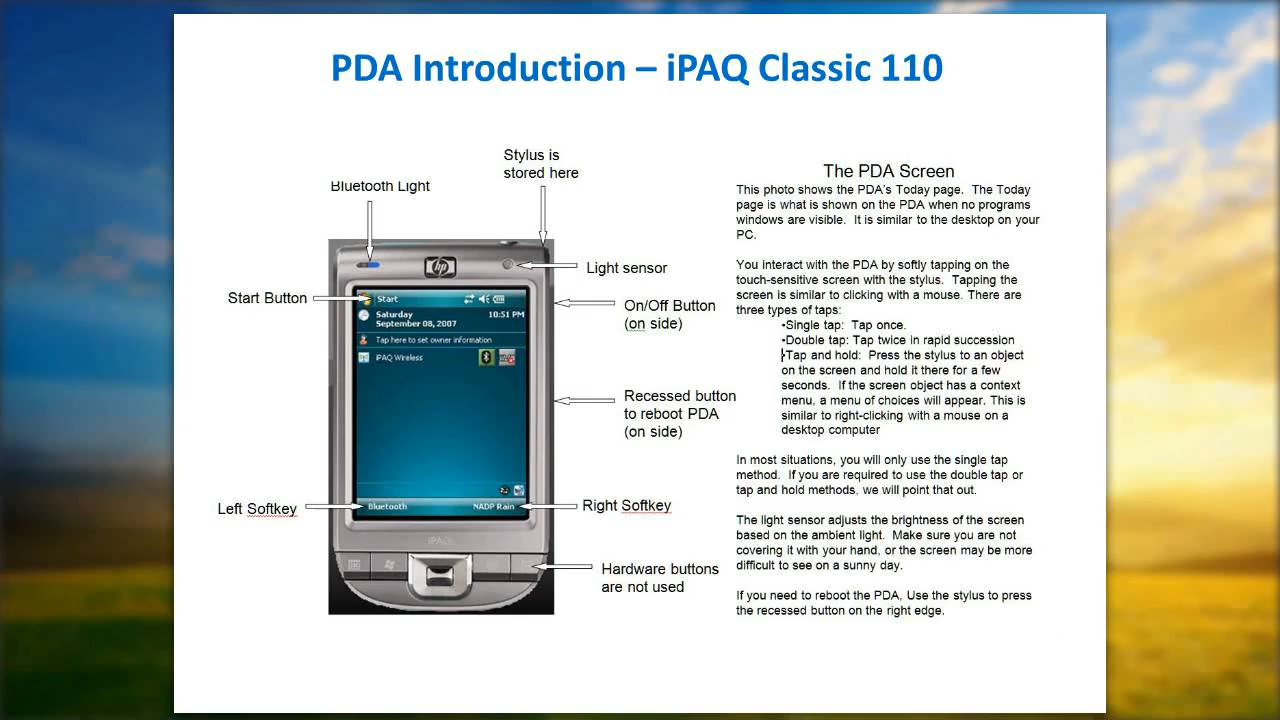 PDA Introduction – iPAQ Classic 110
Stylus is
stored here
Bluetooth Light
Light sensor
Start Button
On/Off Button
(on side)
Recessed button
to reboot PDA
(on side)
Left Softkey
Right Softkey
Hardware buttons
are not used
hp
Start
Saturday
September 08, 2007
10:51 PM
Tap here to set owner information
iPAQ Wireless
Bluetooth
NADP Rain
iPAQ
The PDA Screen
This photo shows the PDA's Today page. The Today
page is what is shown on the PDA when no programs
windows are visible. It is similar to the desktop on your
PC.
You interact with the PDA by softly tapping on the
touch-sensitive screen with the stylus. Tapping the
screen is similar to clicking with a mouse. There are
three types of taps:
•Single tap: Tap once.
•Double tap: Tap twice in rapid succession
•Tap and hold: Press the stylus to an object
on the screen and hold it there for a few
seconds. If the screen object has a context
menu, a menu of choices will appear. This is
similar to right-clicking with a mouse on a
desktop computer
In most situations, you will only use the single tap
method. If you are required to use the double tap or
tap and hold methods, we will point that out.
The light sensor adjusts the brightness of the screen
based on the ambient light. Make sure you are not
covering it with your hand, or the screen may be more
difficult to see on a sunny day.
If you need to reboot the PDA, Use the stylus to press
the recessed button on the right edge.